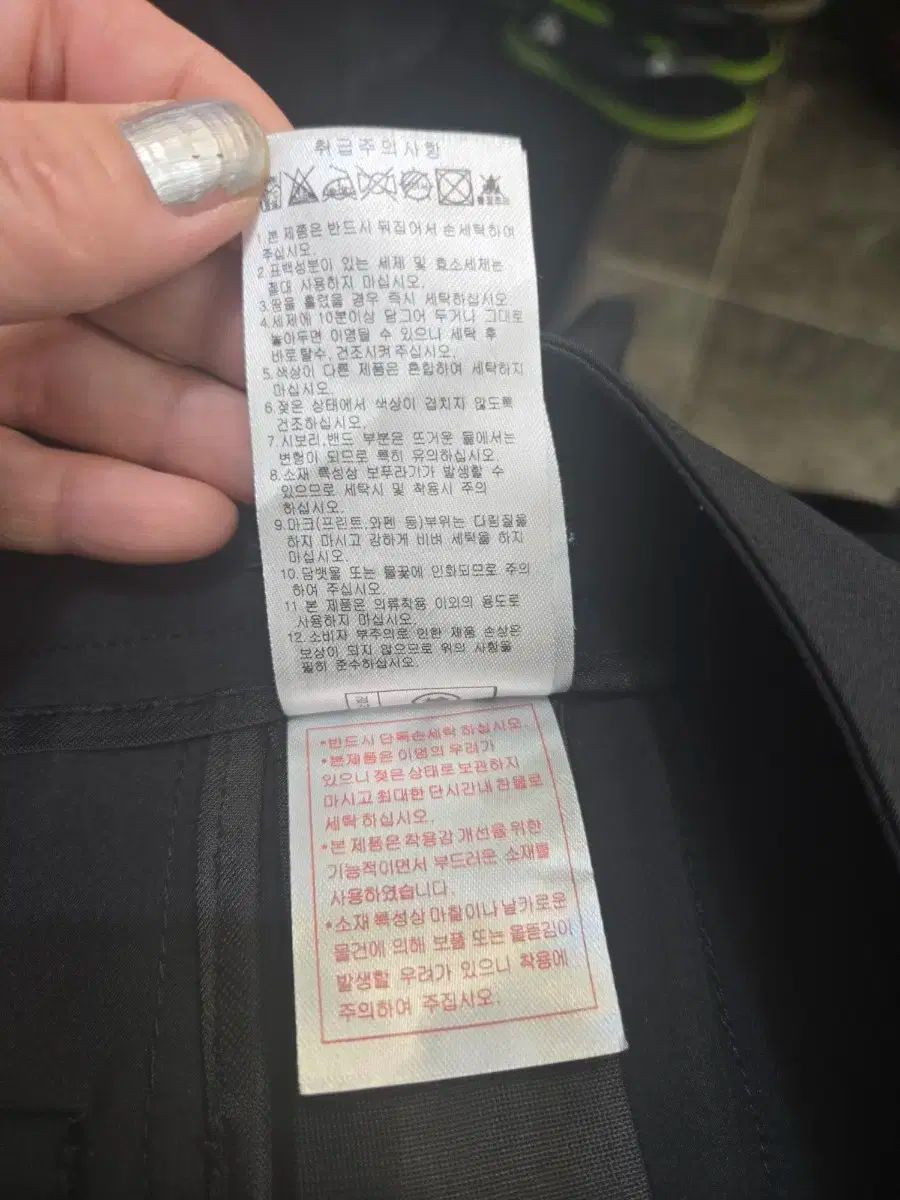 취급주의사항
1.본 제품은 반드시 뒤집어서 손세탁하여
주십시오.
2.표백성분이 있는 세제 및 효소세제는
절대 사용하지 마십시오.
3.땀을 흘렸을 경우 즉시 세탁하십시오
4.세제에 10분이상 담그어 두거나 그대로
놓아두면 이염될 수 있으니 세탁 후
바로탈수, 건조시켜 주십시오.
5.색상이 다른 제품은 혼합하여 세탁하지
마십시오.
6.젖은 상태에서 색상이 겹치지 않도록
건조하십시오.
7.시보리,밴드 부분은 뜨거운 물에서는
변형이 되므로 특히 유의하십시오.
8.소재 특성상 보푸라기가 발생할 수
있으므로 세탁시 및 착용시 주의
하십시오.
9.마크(프린트,와펜 등)부위는 다림질을
하지 마시고 강하게 비벼 세탁을 하지
마십시오.
10.담뱃불 또는 불꽃에 인화되므로 주의
하여 주십시오.
11 본 제품은 의류착용 이외의 용도로
사용하지 마십시오.
12.소비자 부주의로 인한 제품 손상은
보상이 되지 않으므로 위의 사항을
필히 준수하십시오.
*반드시 단독손세탁 하십시오
*본제품은 이염의 우려가
있으니 젖은 상태로 보관하지
마시고 최대한 단시간내 찬물로
세탁 하십시오.
*본 제품은 착용감 개선을 위한
기능적이면서 부드러운 소재를
사용하였습니다.
*소재 특성상 마찰이나 날카로운
물건에 의해 보플 또는 올뜯김이
발생할 우려가 있으니 착용에
주의하여 주집시오.